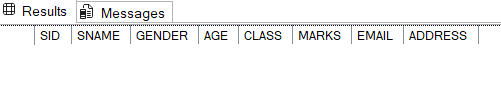 Results Messages
SID SNAME GENDER AGE CLASS MARKS EMAIL ADDRESS